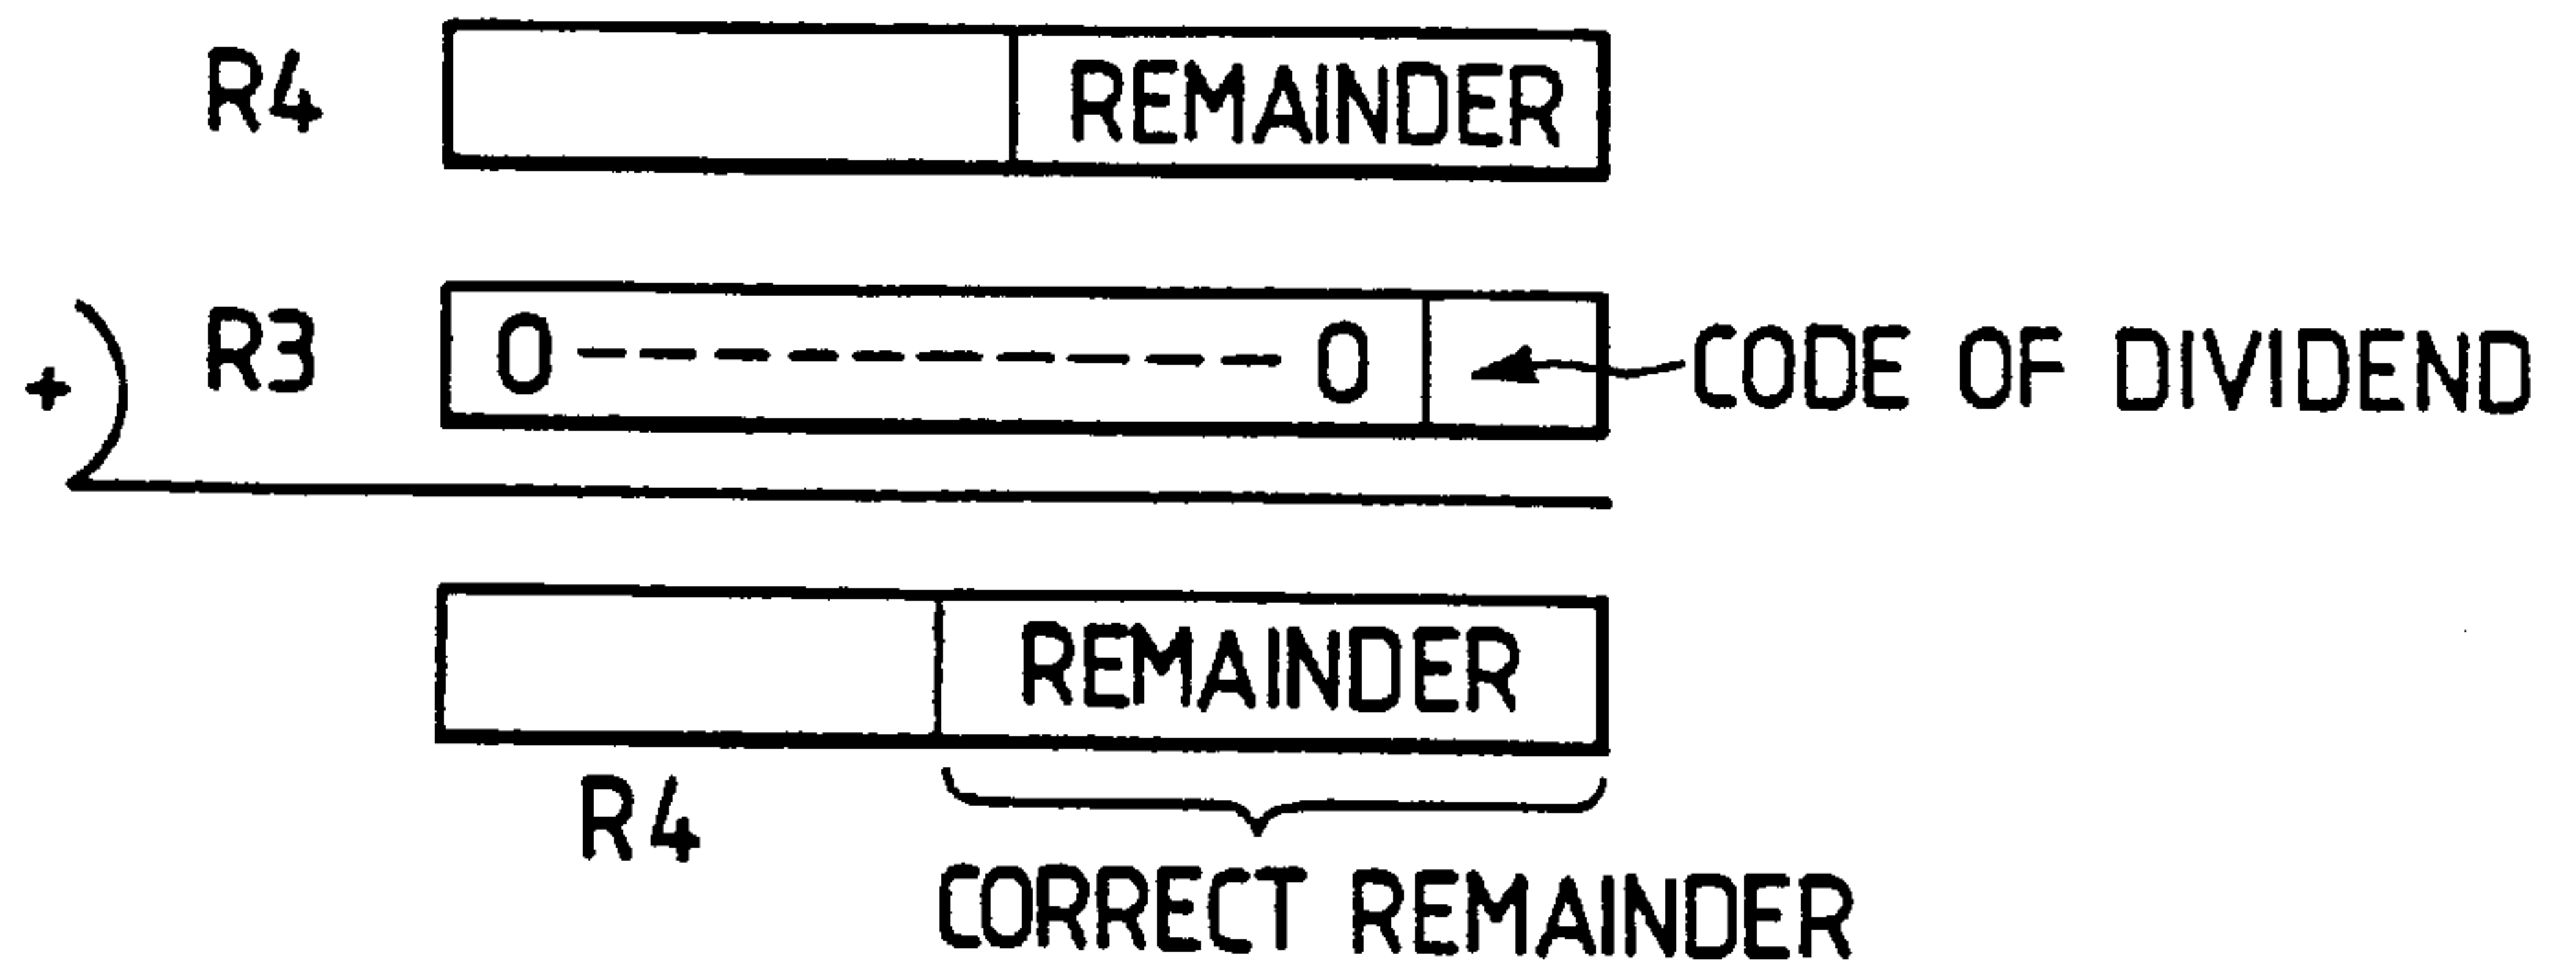 R4 REMAINDER
+ R3 0 ---------- 0 CODE OF DIVIDEND
REMAINDER
R4
CORRECT REMAINDER